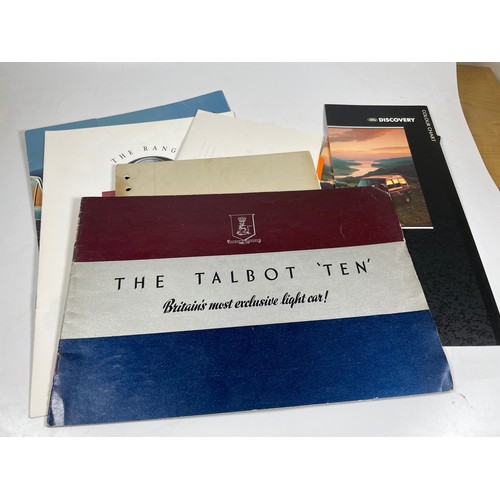 THE RANG
DISCOVERY
COLOUR CHART
THE TALBOT 'TEN'
Britain's most exclusive light car!